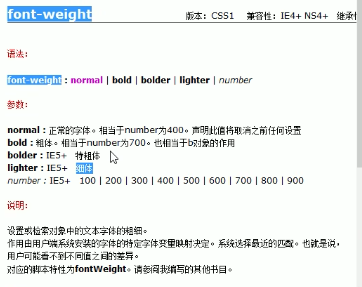 font-weight 版本：CSS1 兼容性：IE4+ NS4+ 继承
语法：
font-weight : normal | bold | bolder | lighter | number
参数：
normal : 正常的字体。相当于number为400。声明此值将取消之前任何设置
bold : 粗体。相当于number为700。也相当于b对象的作用
bolder : IE5+ 特粗体
lighter : IE5+ 细体
number : IE5+ 100 | 200 | 300 | 400 | 500 | 600 | 700 | 800 | 900
说明：
设置或检索对象中的文本字体的粗细。
作用由用户端系统安装的字体的特定字体变量映射决定。系统选择最近的匹配。也就是说，
用户可能看不到不同值之间的差异。
对应的脚本特性为fontWeight。请参阅我编写的其他书目。